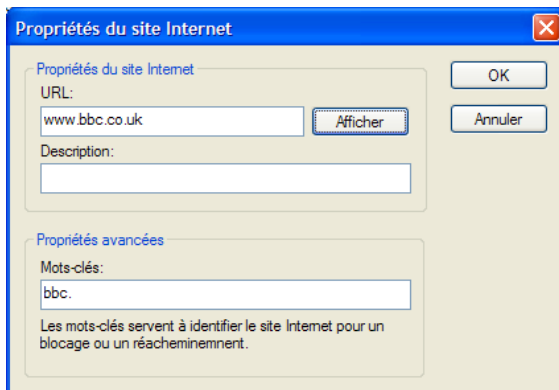 Propriétés du site Internet
Propriétés du site Internet
OK
URL:
www.bbc.co.uk
Afficher
Annuler
Description:
Propriétés avancées
Mots-clés:
bbc.
Les mots-clés servent à identifier le site Internet pour un
blocage ou un réacheminemnent.